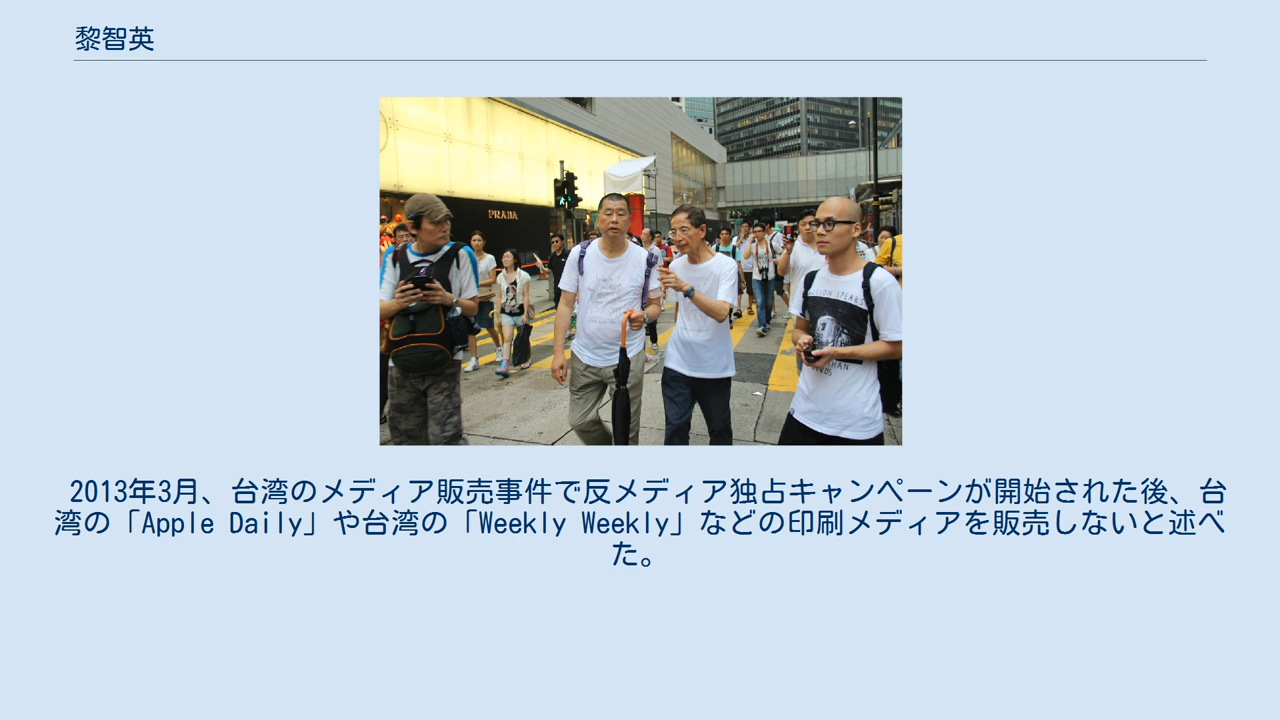 黎智英
PRADA
2013年3月、台湾のメディア販売事件で反メディア独占キャンペーンが開始された後、台
湾の「Apple Daily」や台湾の「Weekly Weekly」などの印刷メディアを販売しないと述べ
た。